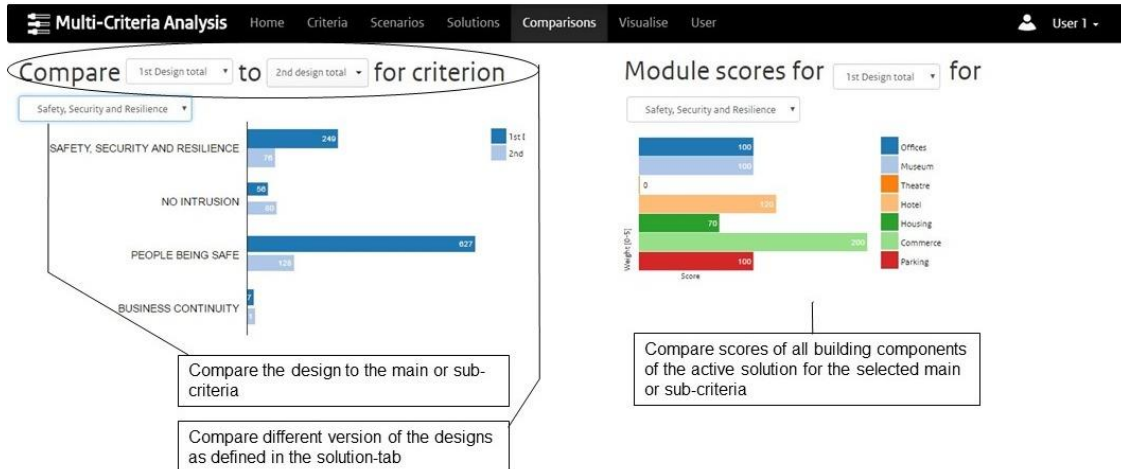 Multi-Criteria Analysis Home Criteria Scenarios Solutions Comparisons Visualise User User 1
Compare 1st Design total to 2nd design total for criterion
Safety, Security and Resilience
SAFETY, SECURITY AND RESILIENCE 249
76
NO INTRUSION 56
80
PEOPLE BEING SAFE 627
128
BUSINESS CONTINUITY 7
1st
2nd
Compare the design to the main or sub-
criteria
Compare different version of the designs
as defined in the solution-tab
Module scores for 1st Design total for
Safety, Security and Resilience
100
100
0
120
70
200
100
Weight [0-5]
Score
Offices
Museum
Theatre
Hotel
Housing
Commerce
Parking
Compare scores of all building components
of the active solution for the selected main
or sub-criteria